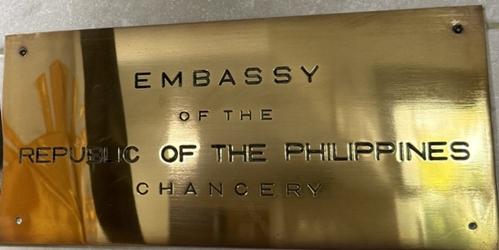 EMBASSY
OF THE
REPUBLIC OF THE PHILIPPINES
CHANCERY